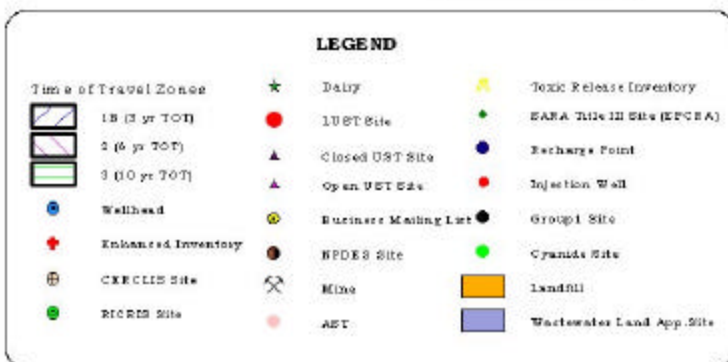 LEGEND
Time of Travel Zones
1B (3 yr TOT)
2 (6 yr TOT)
3 (10 yr TOT)
Wellhead
Enhanced Inventory
CERCLIS Site
RICRIS Site
Dairy
LUST Site
Closed UST Site
Open UST Site
Business Mailing List
NPDES Site
Mine
AST
Toxic Release Inventory
SARA Title III Site (EPCRA)
Recharge Point
Injection Well
Group1 Site
Cyanide Site
Landfill
Wastewater Land App. Site